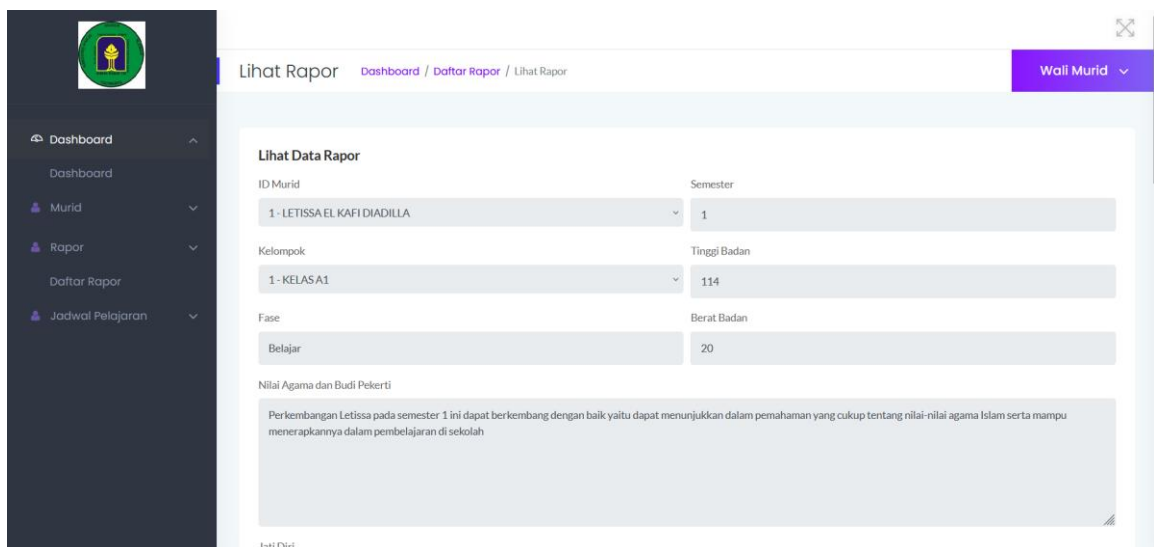 Lihat Rapor
Dashboard / Daftar Rapor / Lihat Rapor
Wali Murid
Dashboard
Dashboard
Murid
Rapor
Daftar Rapor
Jadwal Pelajaran
Lihat Data Rapor
ID Murid
1 - LETISSA EL KAFI DIADILLA
Semester
1
Kelompok
1 - KELAS A1
Tinggi Badan
114
Fase
Belajar
Berat Badan
20
Nilai Agama dan Budi Pekerti
Perkembangan Letissa pada semester 1 ini dapat berkembang dengan baik yaitu dapat menunjukkan dalam pemahaman yang cukup tentang nilai-nilai agama Islam serta mampu
menerapkannya dalam pembelajaran di sekolah
Jati Diri